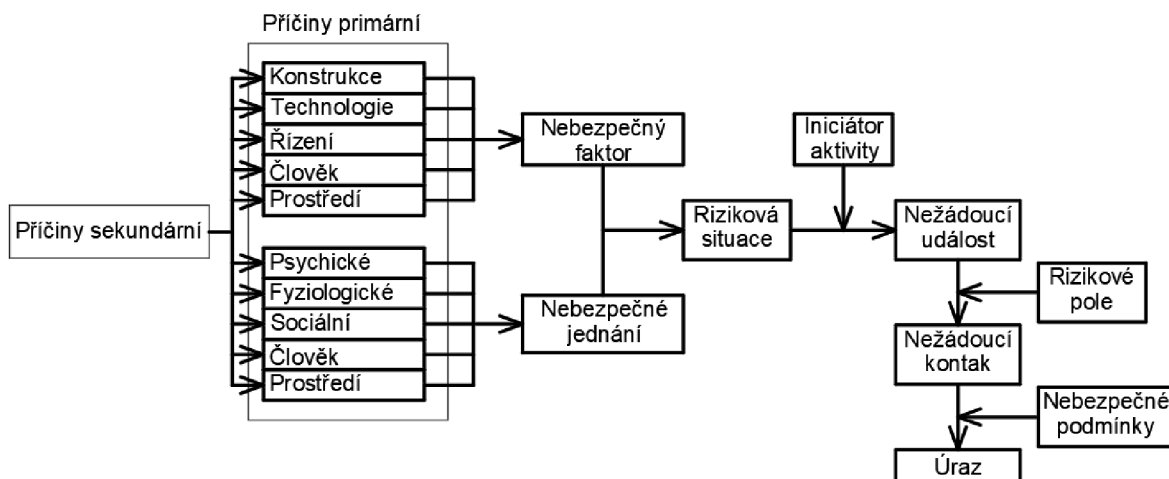 Příčiny primární
Konstrukce
Technologie
Řízení
Člověk
Prostředí
Příčiny sekundární
Psychické
Fyziologické
Sociální
Člověk
Prostředí
Nebezpečný
faktor
Nebezpečné
jednání
Riziková
situace
Iniciátor
aktivity
Nežádoucí
událost
Rizikové
pole
Nežádoucí
kontak
Nebezpečné
podmínky
Úraz